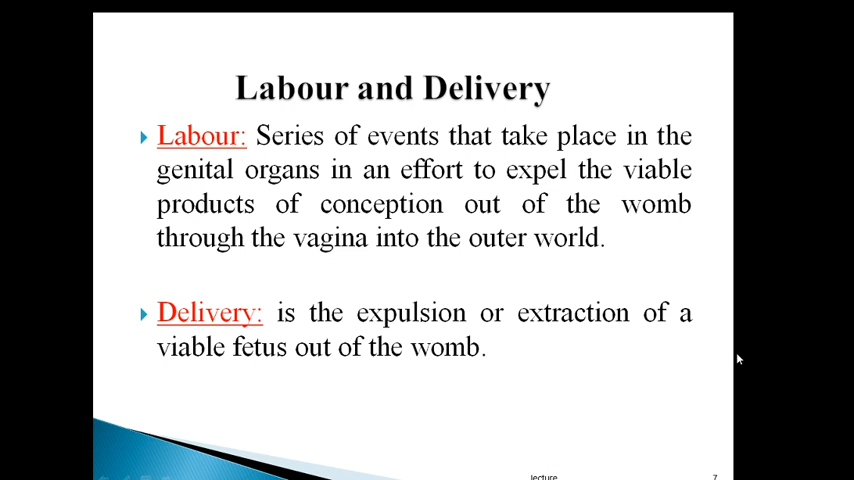 Labour and Delivery
Labour: Series of events that take place in the
genital organs in an effort to expel the viable
products of conception out of the womb
through the vagina into the outer world.
Delivery: is the expulsion or extraction of a
viable fetus out of the womb.
lecture
7